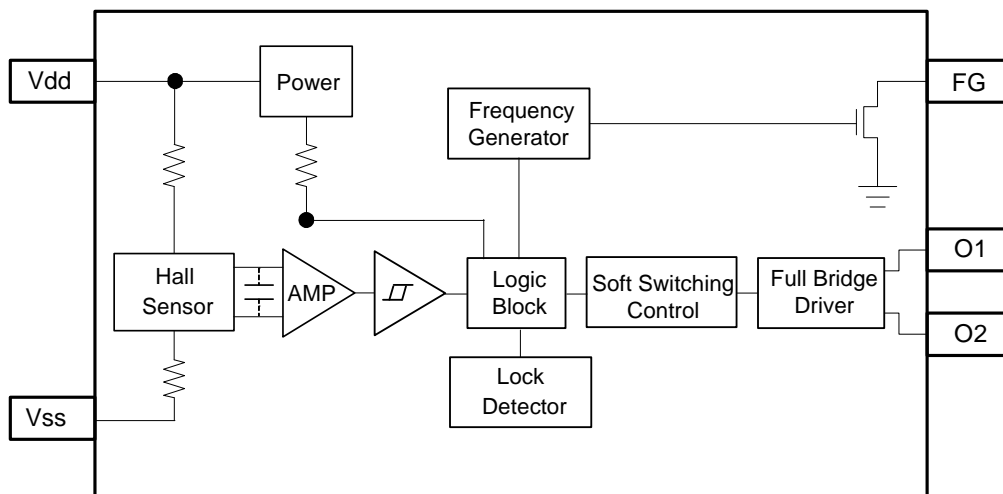 Vdd
Power
FG
Frequency
Generator
O1
Hall
Sensor
AMP
Logic
Block
Soft Switching
Control
Full Bridge
Driver
O2
Lock
Detector
Vss